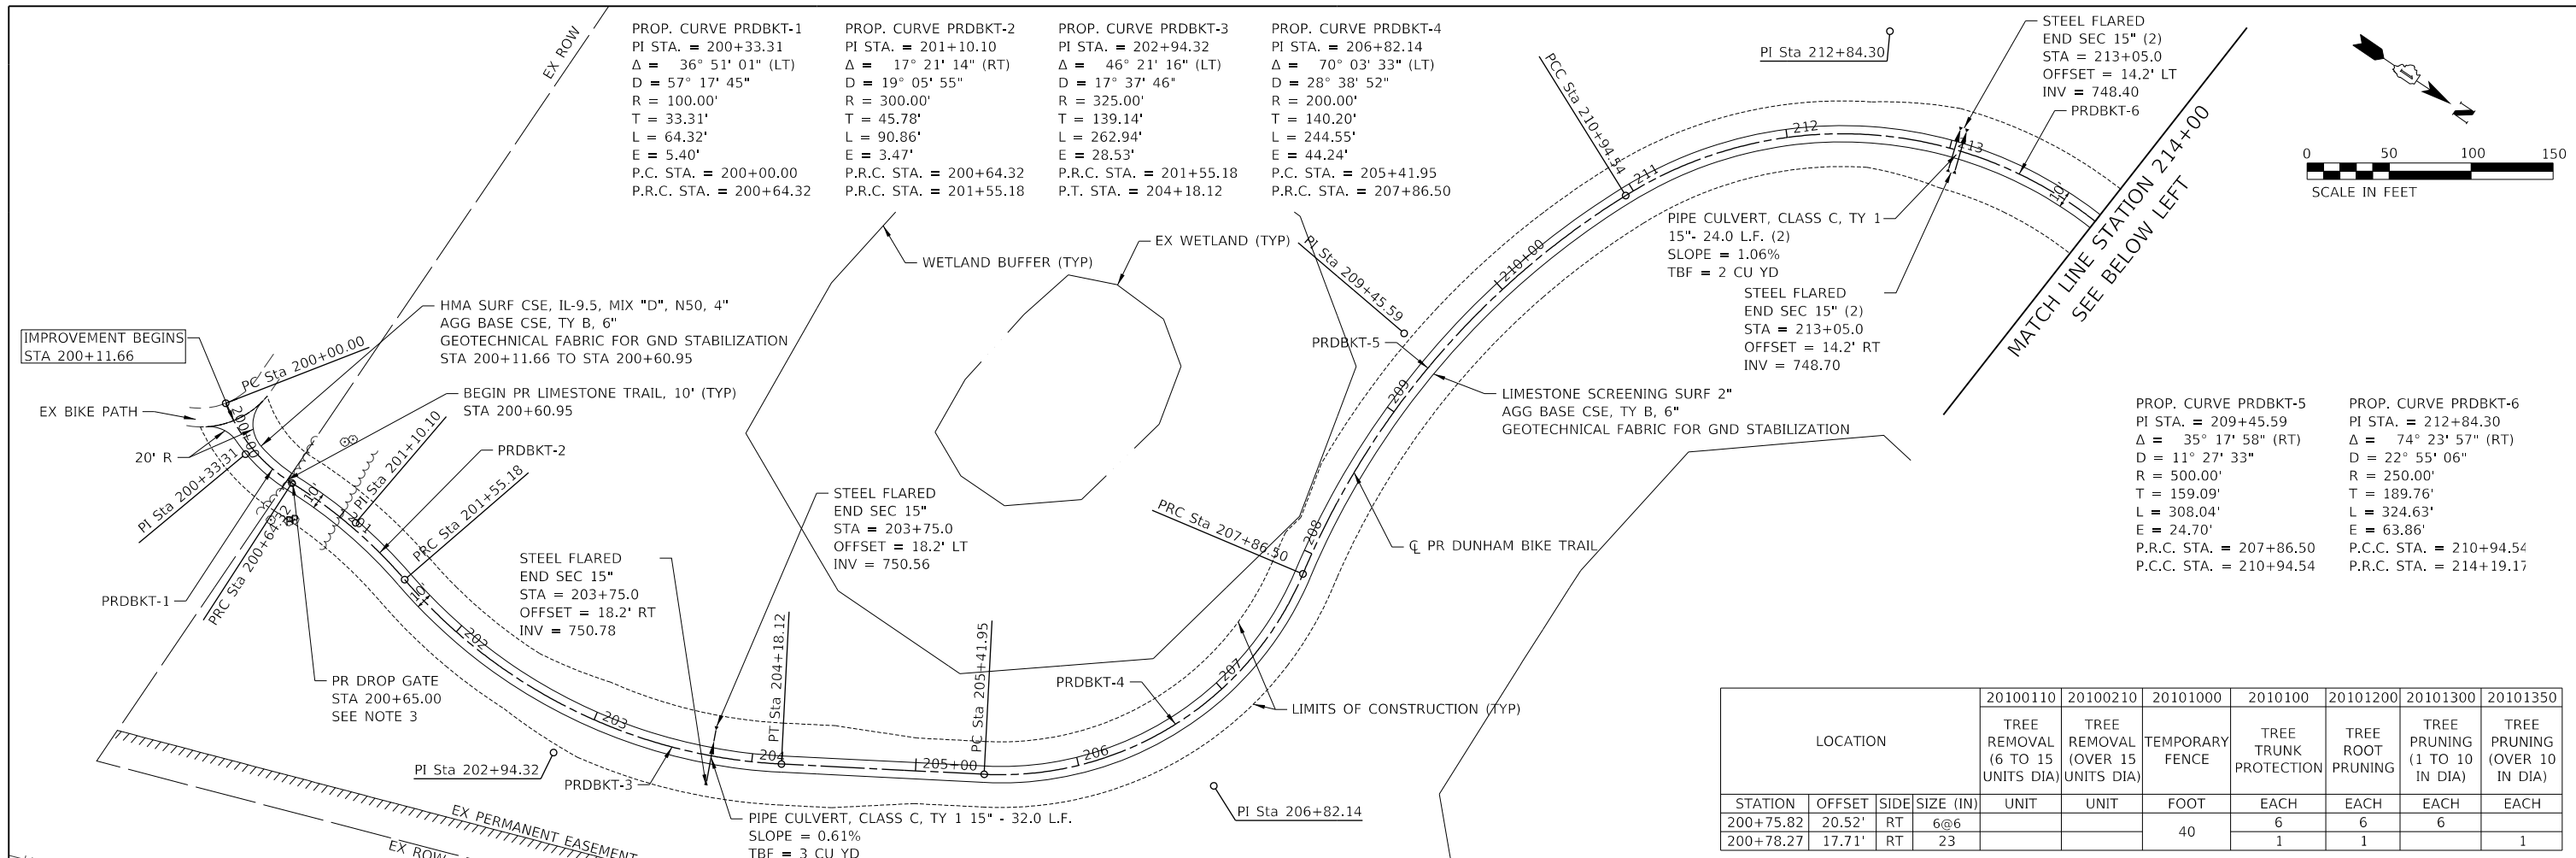 PROP. CURVE PRDBKT-1
PI STA. = 200+33.31
Δ = 36° 51' 01" (LT)
D = 57° 17' 45"
R = 100.00'
T = 33.31'
L = 64.32'
E = 5.40'
P.C. STA. = 200+00.00
P.R.C. STA. = 200+64.32
PROP. CURVE PRDBKT-2
PI STA. = 201+10.10
Δ = 17° 21' 14" (RT)
D = 19° 05' 55"
R = 300.00'
T = 45.78'
L = 90.86'
E = 3.47'
P.R.C. STA. = 200+64.32
P.R.C. STA. = 201+55.18
PROP. CURVE PRDBKT-3
PI STA. = 202+94.32
Δ = 46° 21' 16" (LT)
D = 17° 37' 46"
R = 325.00'
T = 139.14'
L = 262.94'
E = 28.53'
P.R.C. STA. = 201+55.18
P.T. STA. = 204+18.12
PROP. CURVE PRDBKT-4
PI STA. = 206+82.14
Δ = 70° 03' 33" (LT)
D = 28° 38' 52"
R = 200.00'
T = 140.20'
L = 244.55'
E = 44.24'
P.C. STA. = 205+41.95
P.R.C. STA. = 207+86.50
EX ROW
PCC Sta 210+94.54
PI Sta 212+84.30
STEEL FLARED
END SEC 15" (2)
STA = 213+05.0
OFFSET = 14.2' LT
INV = 748.40
PRDBKT-6
MATCH LINE STATION 214+00
SEE BELOW LEFT
N
0 50 100 150
SCALE IN FEET
212
213
211
10'
PIPE CULVERT, CLASS C, TY 1
15"- 24.0 L.F. (2)
SLOPE = 1.06%
TBF = 2 CU YD
STEEL FLARED
END SEC 15" (2)
STA = 213+05.0
OFFSET = 14.2' RT
INV = 748.70
WETLAND BUFFER (TYP)
EX WETLAND (TYP)
PI Sta 209+45.59
210+00
PRDBKT-5
209
LIMESTONE SCREENING SURF 2"
AGG BASE CSE, TY B, 6"
GEOTECHNICAL FABRIC FOR GND STABILIZATION
HMA SURF CSE, IL-9.5, MIX "D", N50, 4"
AGG BASE CSE, TY B, 6"
GEOTECHNICAL FABRIC FOR GND STABILIZATION
STA 200+11.66 TO STA 200+60.95
IMPROVEMENT BEGINS
STA 200+11.66
PC Sta 200+00.00
EX BIKE PATH
200+00
BEGIN PR LIMESTONE TRAIL, 10' (TYP)
STA 200+60.95
20' R
PI Sta 200+33.31
PI Sta 201+10.10
PRDBKT-2
10'
201
PRC Sta 200+64.32
PRC Sta 201+55.18
PRDBKT-1
10'
202
STEEL FLARED
END SEC 15"
STA = 203+75.0
OFFSET = 18.2' RT
INV = 750.78
STEEL FLARED
END SEC 15"
STA = 203+75.0
OFFSET = 18.2' LT
INV = 750.56
PRC Sta 207+86.50
208
℄ PR DUNHAM BIKE TRAIL
PROP. CURVE PRDBKT-5
PI STA. = 209+45.59
Δ = 35° 17' 58" (RT)
D = 11° 27' 33"
R = 500.00'
T = 159.09'
L = 308.04'
E = 24.70'
P.R.C. STA. = 207+86.50
P.C.C. STA. = 210+94.54
PROP. CURVE PRDBKT-6
PI STA. = 212+84.30
Δ = 74° 23' 57" (RT)
D = 22° 55' 06"
R = 250.00'
T = 189.76'
L = 324.63'
E = 63.86'
P.C.C. STA. = 210+94.54
P.R.C. STA. = 214+19.17
PR DROP GATE
STA 200+65.00
SEE NOTE 3
203
PT Sta 204+18.12
204
PC Sta 205+41.95
205+00
206
207
PRDBKT-4
LIMITS OF CONSTRUCTION (TYP)
PI Sta 202+94.32
PRDBKT-3
PI Sta 206+82.14
PIPE CULVERT, CLASS C, TY 1 15" - 32.0 L.F.
SLOPE = 0.61%
TBF = 3 CU YD
EX PERMANENT EASEMENT
EX ROW
LOCATION
20100110 20100210 20101000 2010100 20101200 20101300 20101350
TREE REMOVAL (6 TO 15 UNITS DIA)
TREE REMOVAL (OVER 15 UNITS DIA)
TEMPORARY FENCE
TREE TRUNK PROTECTION
TREE ROOT PRUNING
TREE PRUNING (1 TO 10 IN DIA)
TREE PRUNING (OVER 10 IN DIA)
STATION OFFSET SIDE SIZE (IN) UNIT UNIT FOOT EACH EACH EACH EACH
200+75.82 20.52' RT 6@6 40 6 6 6
200+78.27 17.71' RT 23 1 1 1